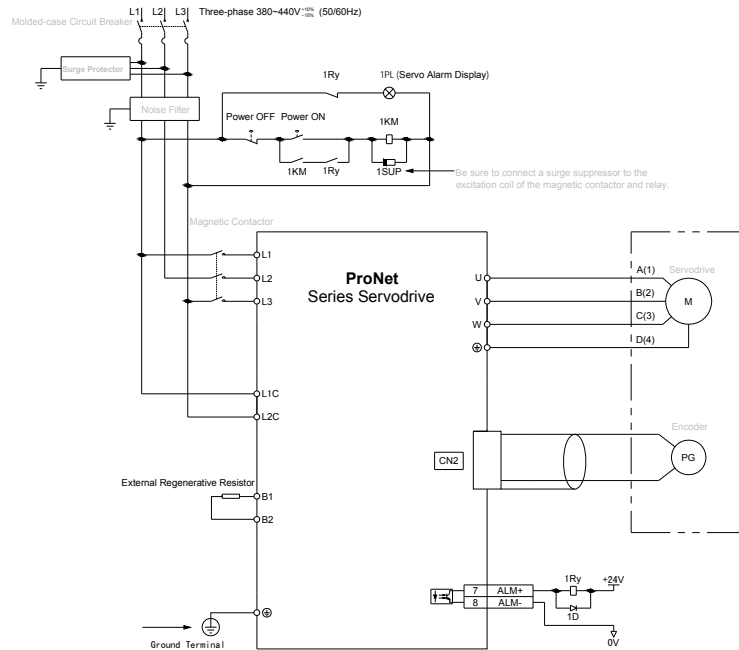 L1 L2 L3 Three-phase 380~440V +10% -15% (50/60Hz)
Molded-case Circuit Breaker
Surge Protector
1Ry
1PL (Servo Alarm Display)
Noise Filter
Power OFF Power ON
1KM
1KM
1Ry
1SUP
Be sure to connect a surge suppressor to the
excitation coil of the magnetic contactor and relay.
Magnetic Contactor
L1
L2
L3
ProNet
Series Servodrive
U
V
W
A(1)
B(2)
C(3)
D(4)
Servodrive
M
L1C
L2C
Encoder
CN2
PG
External Regenerative Resistor
B1
B2
7 ALM+
8 ALM-
1Ry
+24V
1D
0V
Ground Terminal